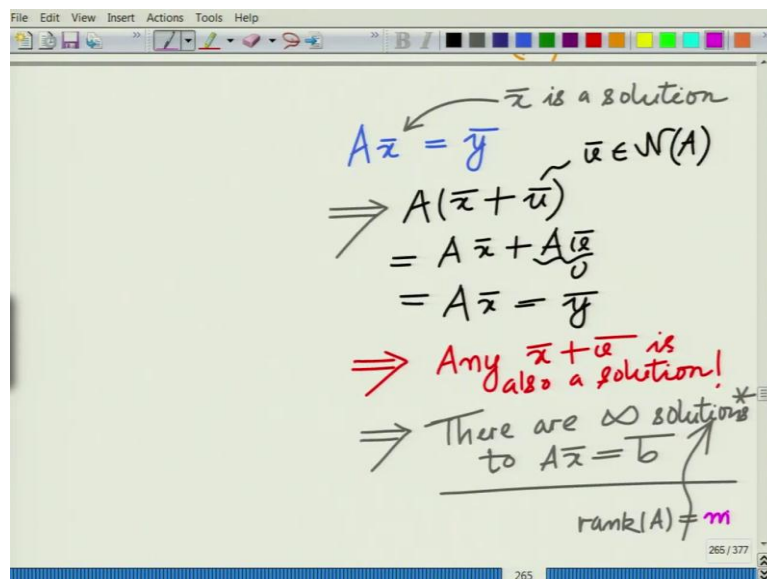 File Edit View Insert Actions Tools Help
B I
x̄ is a solution
Ax̄ = ȳ
ū ∈ N(A)
⇒ A(x̄ + ū)
= Ax̄ + Aū
0
= Ax̄ = ȳ
⇒ Any x̄ + ū is
also a solution!
⇒ There are ∞ solutions*
to Ax̄ = b̄
rank(A) = m
265 / 377
265